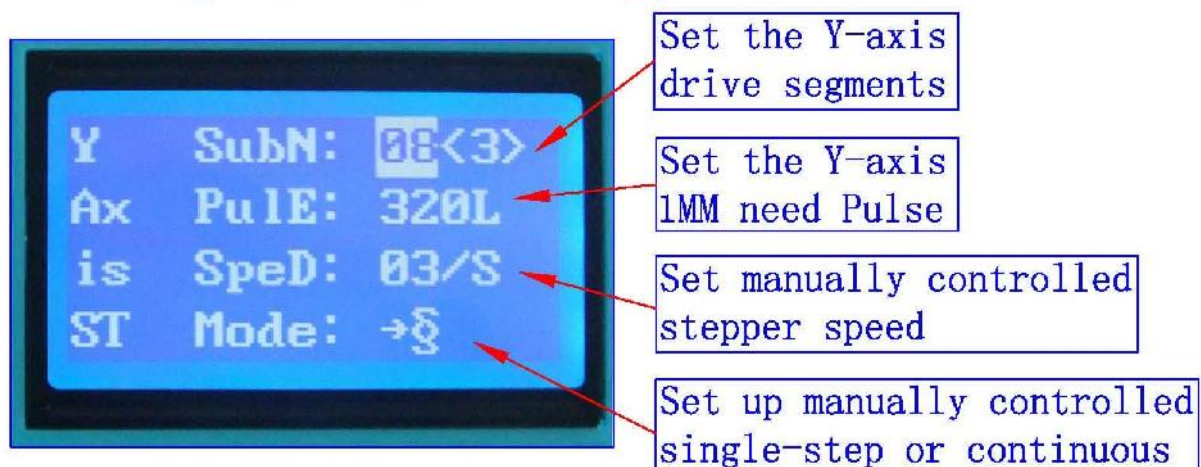 Y SubN: 08<3>
Ax PulE: 320L
is SpeD: 03/S
ST Mode: →§
Set the Y-axis
drive segments
Set the Y-axis
1MM need Pulse
Set manually controlled
stepper speed
Set up manually controlled
single-step or continuous